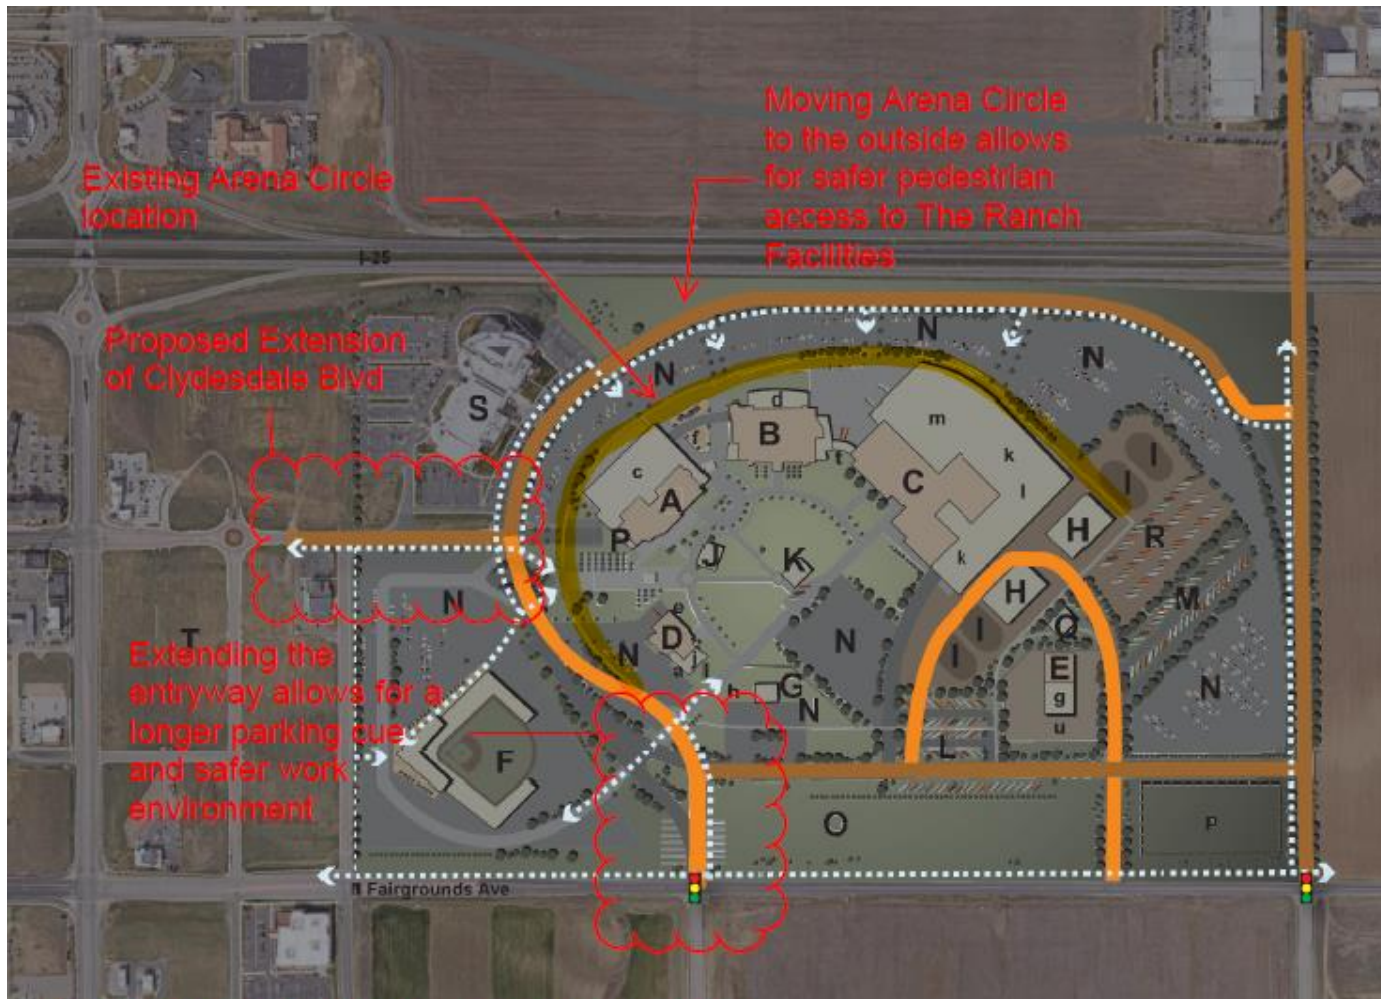 Moving Arena Circle
to the outside allows
for safer pedestrian
access to The Ranch
Facilities
Existing Arena Circle
location
I-25
Proposed Extension
of Clydesdale Blvd
N
N
N
N
S
d
B
m
f
t
c
k
I
C
l
I
A
H
R
P
J
K
k
H
M
N
e
Q
T
D
N
I
N
i
I
E
N
a
h
G
g
N
u
Extending the
entryway allows for a
longer parking cue
and safer work
environment
F
L
O
p
N Fairgrounds Ave